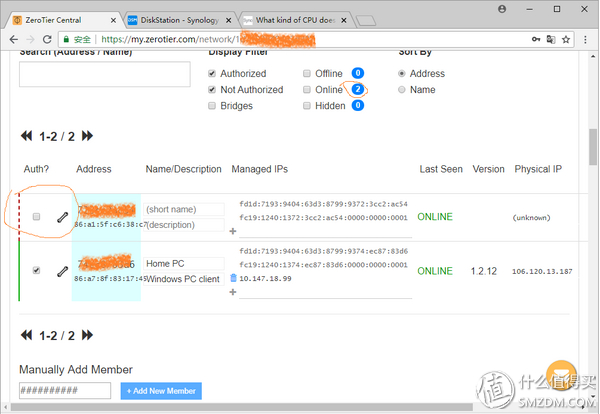 ZeroTier Central
DiskStation - Synology
What kind of CPU does
安全 https://my.zerotier.com/network/1
Search (Address / Name)
Display Filter
Sort By
Authorized
Offline 0
Address
Not Authorized
Online 2
Name
Bridges
Hidden 0
1-2 / 2
Auth? Address Name/Description Managed IPs Last Seen Version Physical IP
(short name)
fd1d:7193:9404:63d3:8799:9372:3cc2:ac54
86:a1:5f:c6:38:c7
(description)
fc19:1240:1372:3cc2:ac54:0000:0000:0001
ONLINE
(unknown)
+
Home PC
fd1d:7193:9404:63d3:8799:9374:ec87:83d6
86:a7:8f:83:17:45
Windows PC client
fc19:1240:1374:ec87:83d6:0000:0000:0001
10.147.18.99
ONLINE
1.2.12
106.120.13.187
+
1-2 / 2
Manually Add Member
##########
+ Add New Member
值 什么值得买
SMZDM.COM